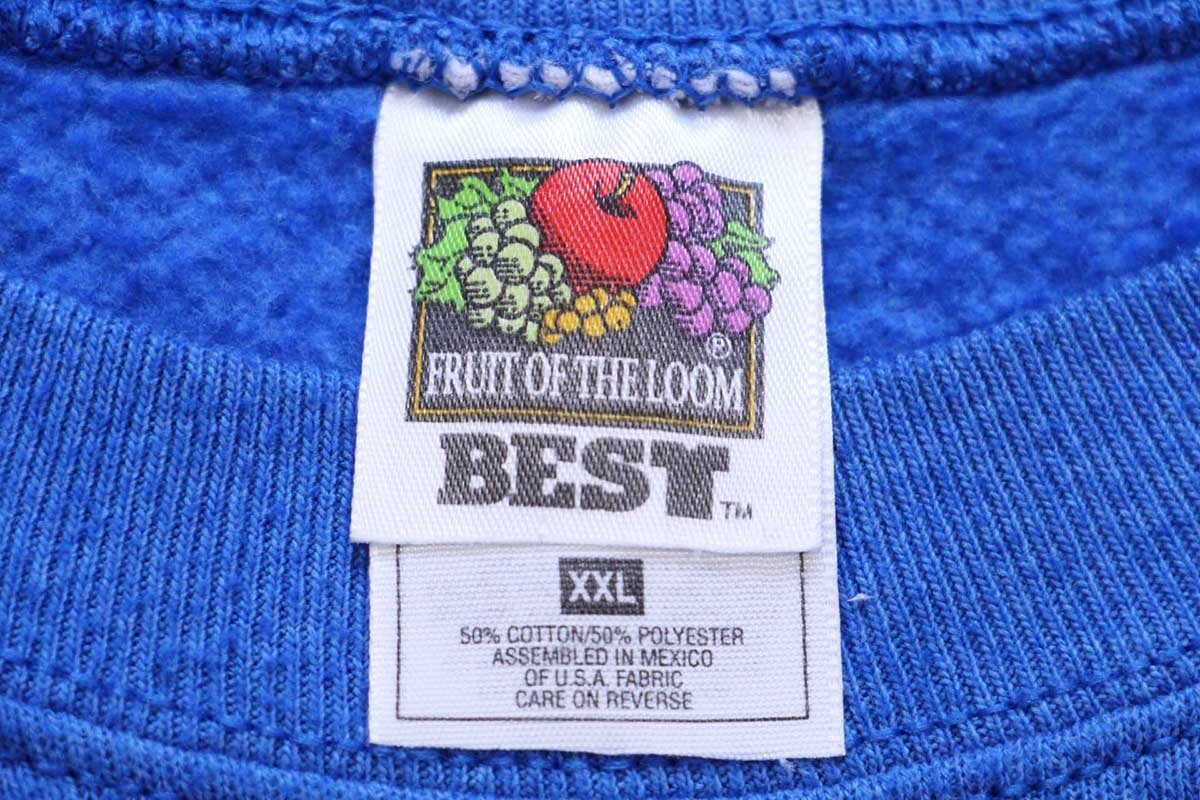 ®
FRUIT OF THE LOOM
BEST™
XXL
50% COTTON/50% POLYESTER
ASSEMBLED IN MEXICO
OF U.S.A. FABRIC
CARE ON REVERSE